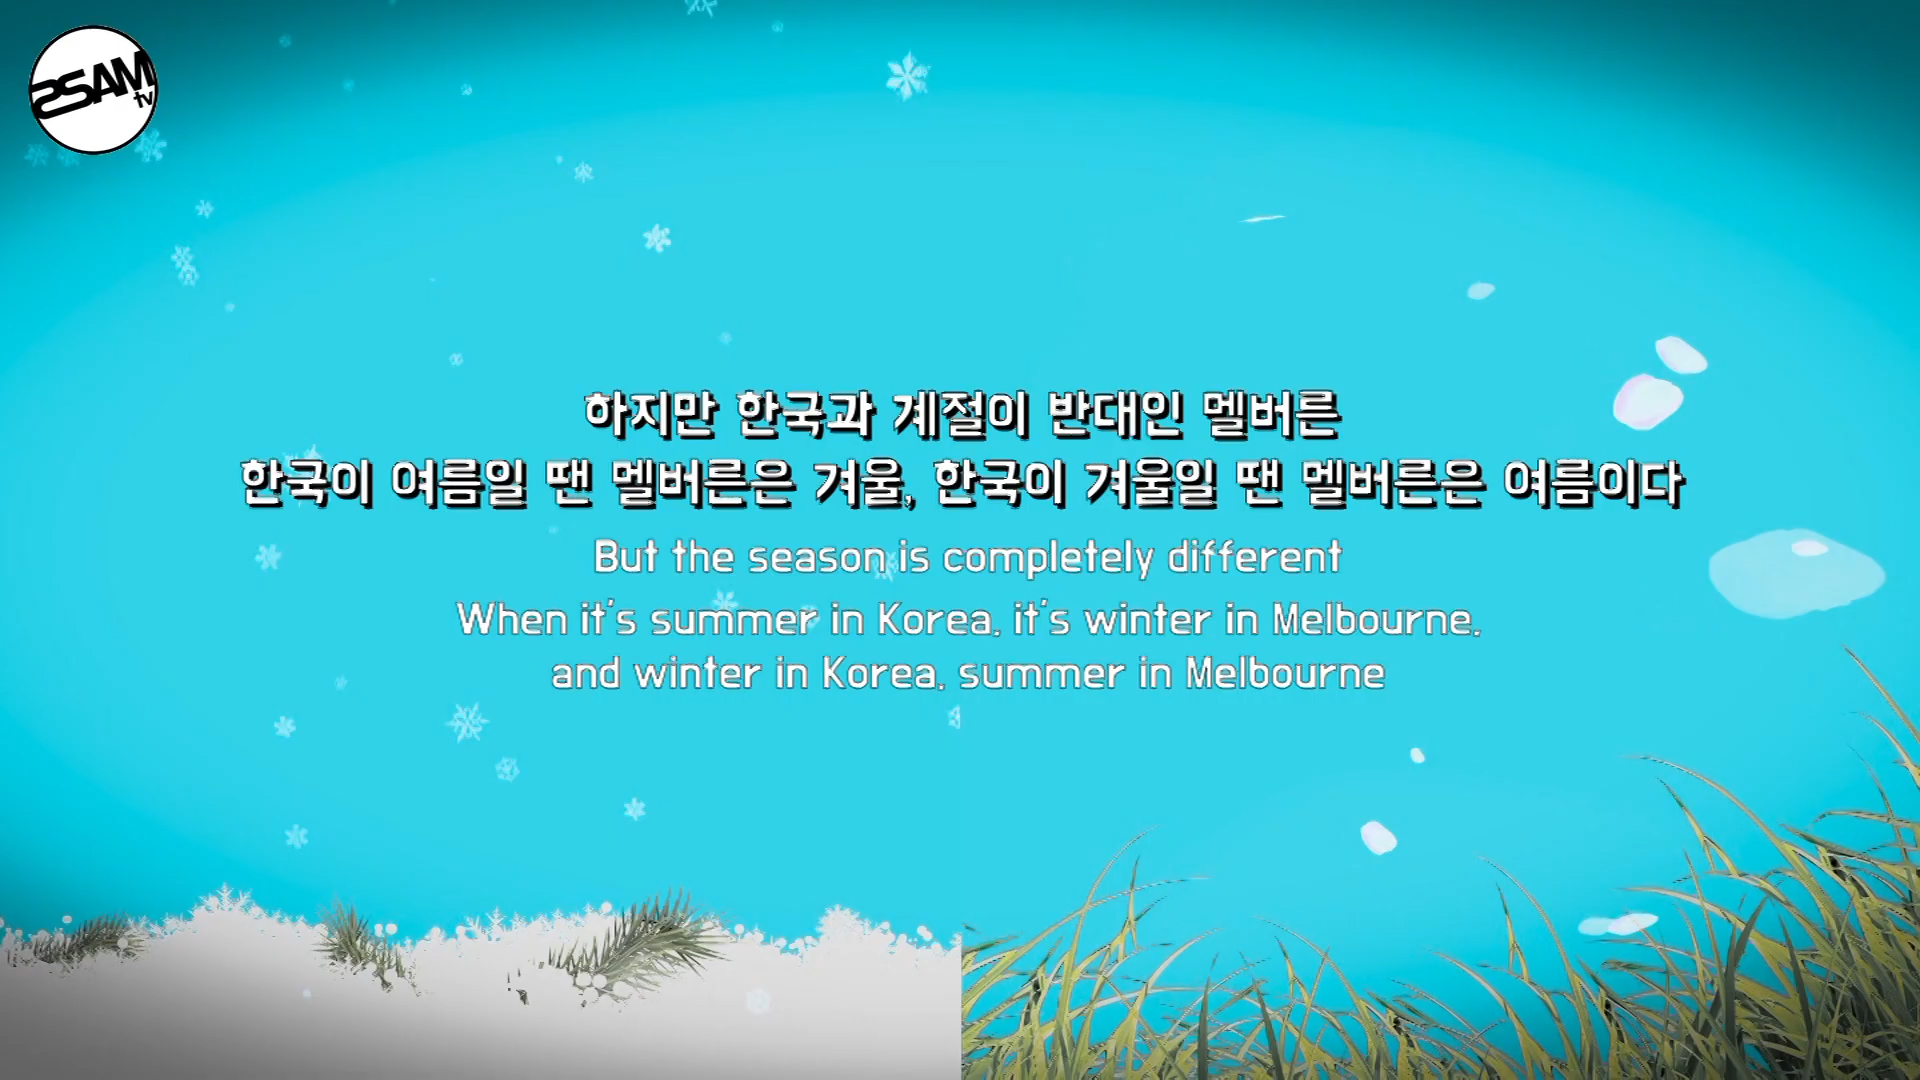 2SAM
tv
하지만 한국과 계절이 반대인 멜버른
한국이 여름일 땐 멜버른은 겨울, 한국이 겨울일 땐 멜버른은 여름이다
But the season is completely different
When it's summer in Korea, it's winter in Melbourne,
and winter in Korea, summer in Melbourne